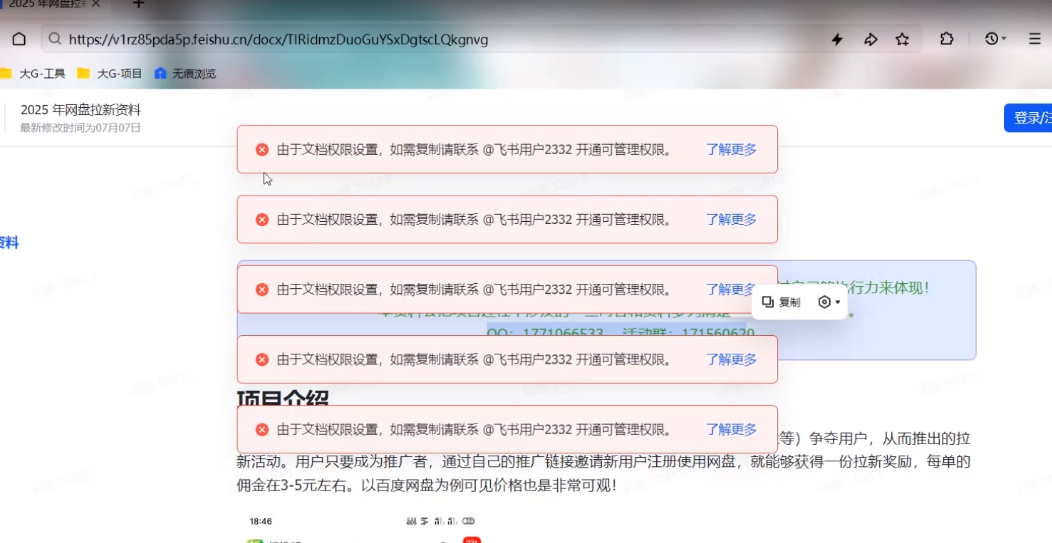 2025 年网盘拉新
https://v1rz85pda5p.feishu.cn/docx/TlRidmzDuoGuYSxDgtscLQkgnvg
大G-工具 大G-项目 无痕浏览
2025 年网盘拉新资料
最新修改时间为07月07日
登录/注
由于文档权限设置，如需复制请联系 @飞书用户2332 开通可管理权限。 了解更多
由于文档权限设置，如需复制请联系 @飞书用户2332 开通可管理权限。 了解更多
资料
由于文档权限设置，如需复制请联系 @飞书用户2332 开通可管理权限。 了解更多
行力来体现！
复制
QQ：1771066533 活动群：171560620
由于文档权限设置，如需复制请联系 @飞书用户2332 开通可管理权限。 了解更多
项目介绍
由于文档权限设置，如需复制请联系 @飞书用户2332 开通可管理权限。 了解更多
等）争夺用户，从而推出的拉
新活动。用户只要成为推广者，通过自己的推广链接邀请新用户注册使用网盘，就能够获得一份拉新奖励，每单的
佣金在3-5元左右。以百度网盘为例可见价格也是非常可观！
18:46